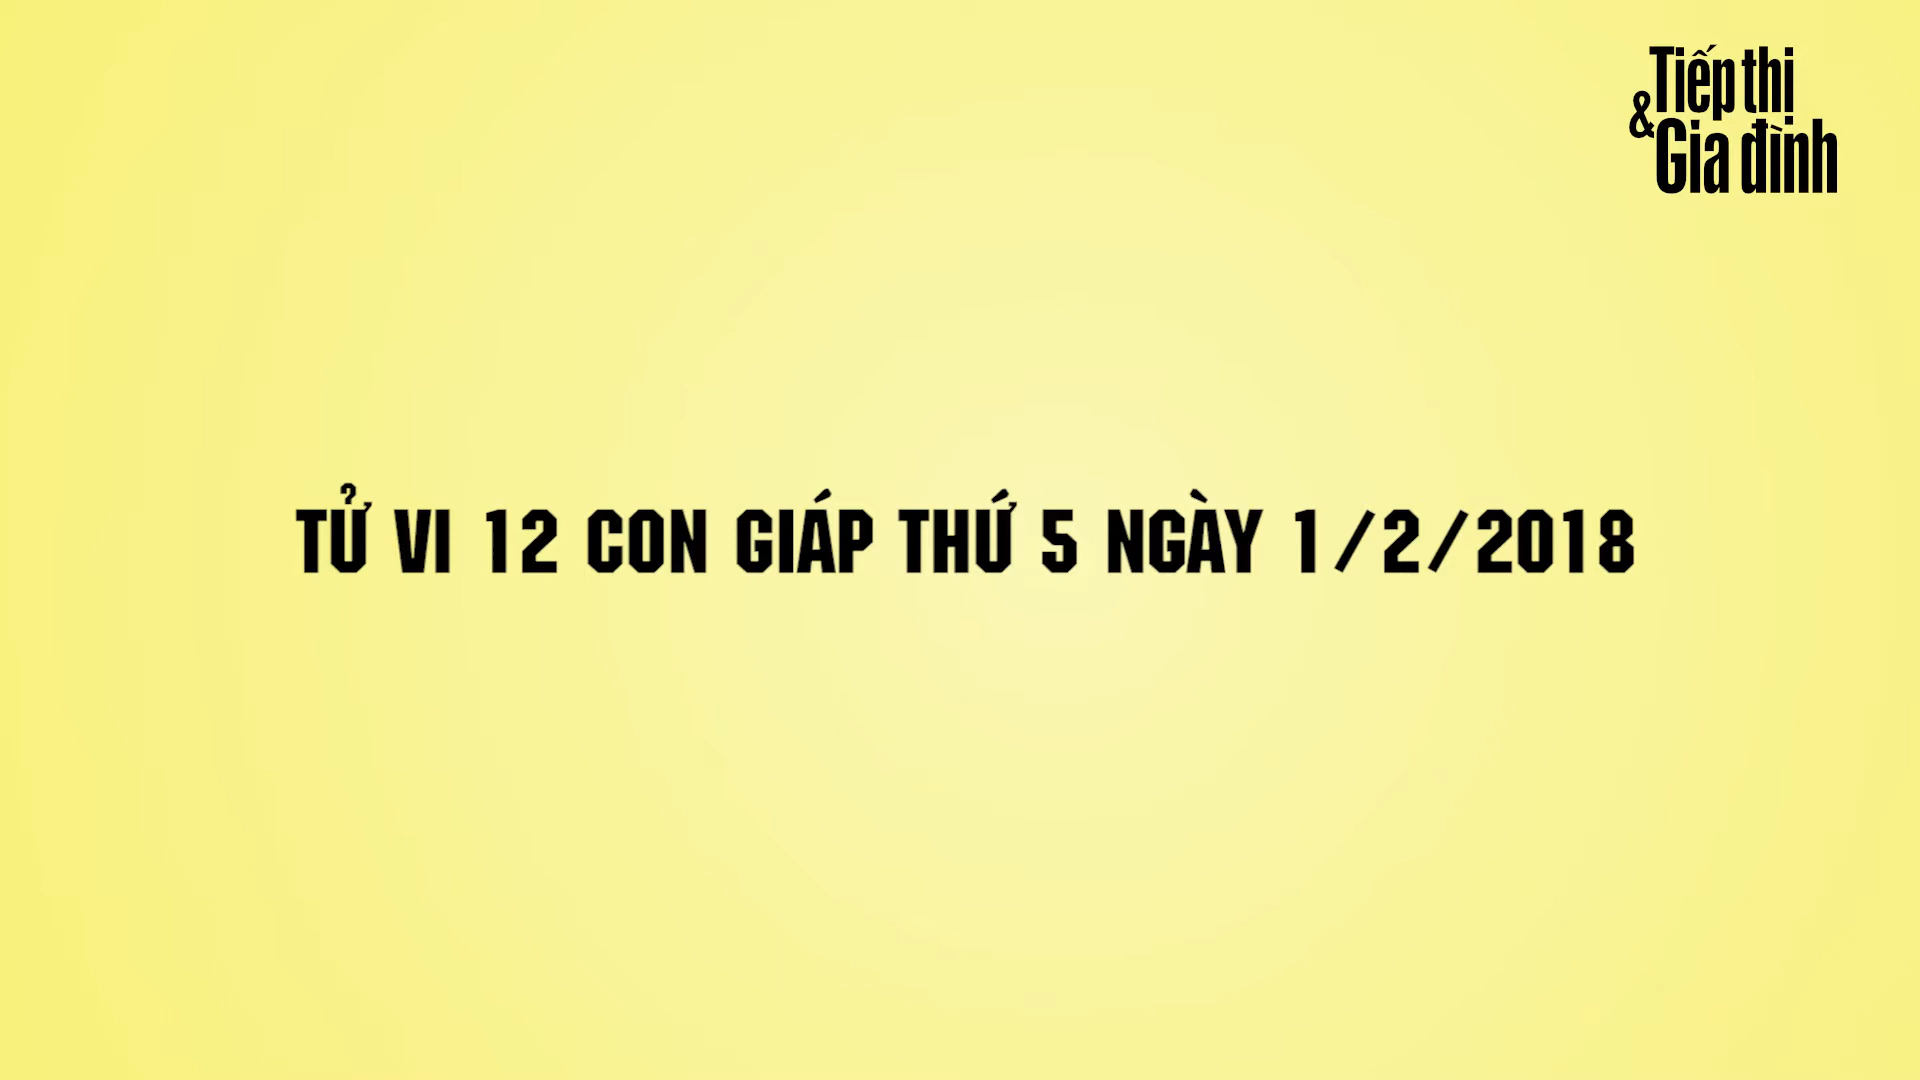 Tiếp thị
& Gia đình
TỬ VI 12 CON GIÁP THỨ 5 NGÀY 1/2/2018